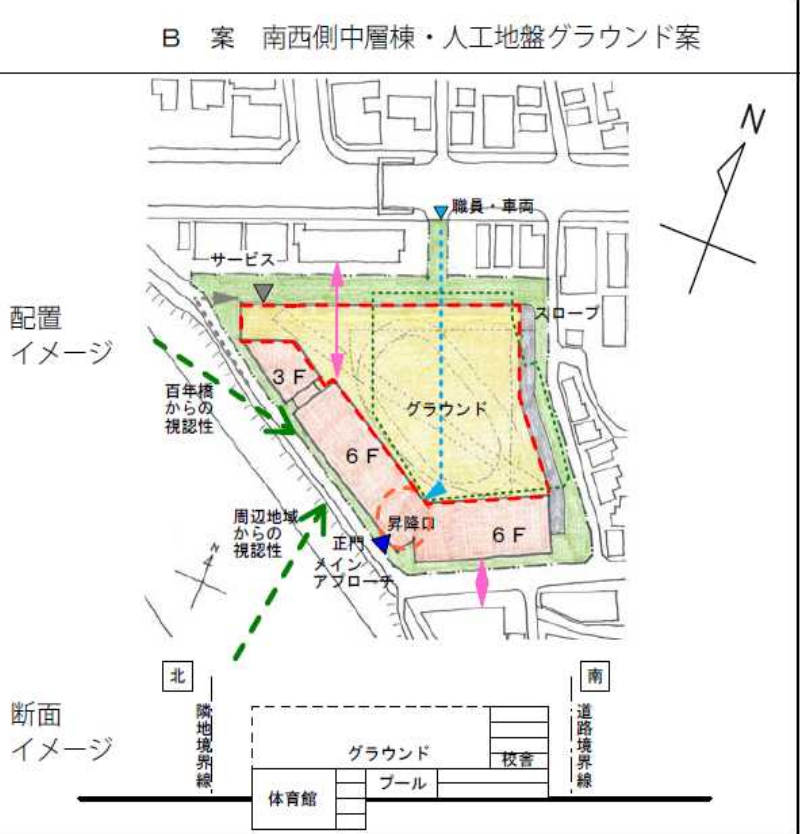 B 案 南西側中層棟・人工地盤グラウンド案
N
職員・車両
サービス
スロープ
配置
イメージ
3F
百年橋
からの
視認性
グラウンド
6F
周辺地域
からの
視認性
昇降口
正門
メイン
アプローチ
6F
N
北
南
断面
イメージ
隣地境界線
道路境界線
グラウンド
校舎
プール
体育館